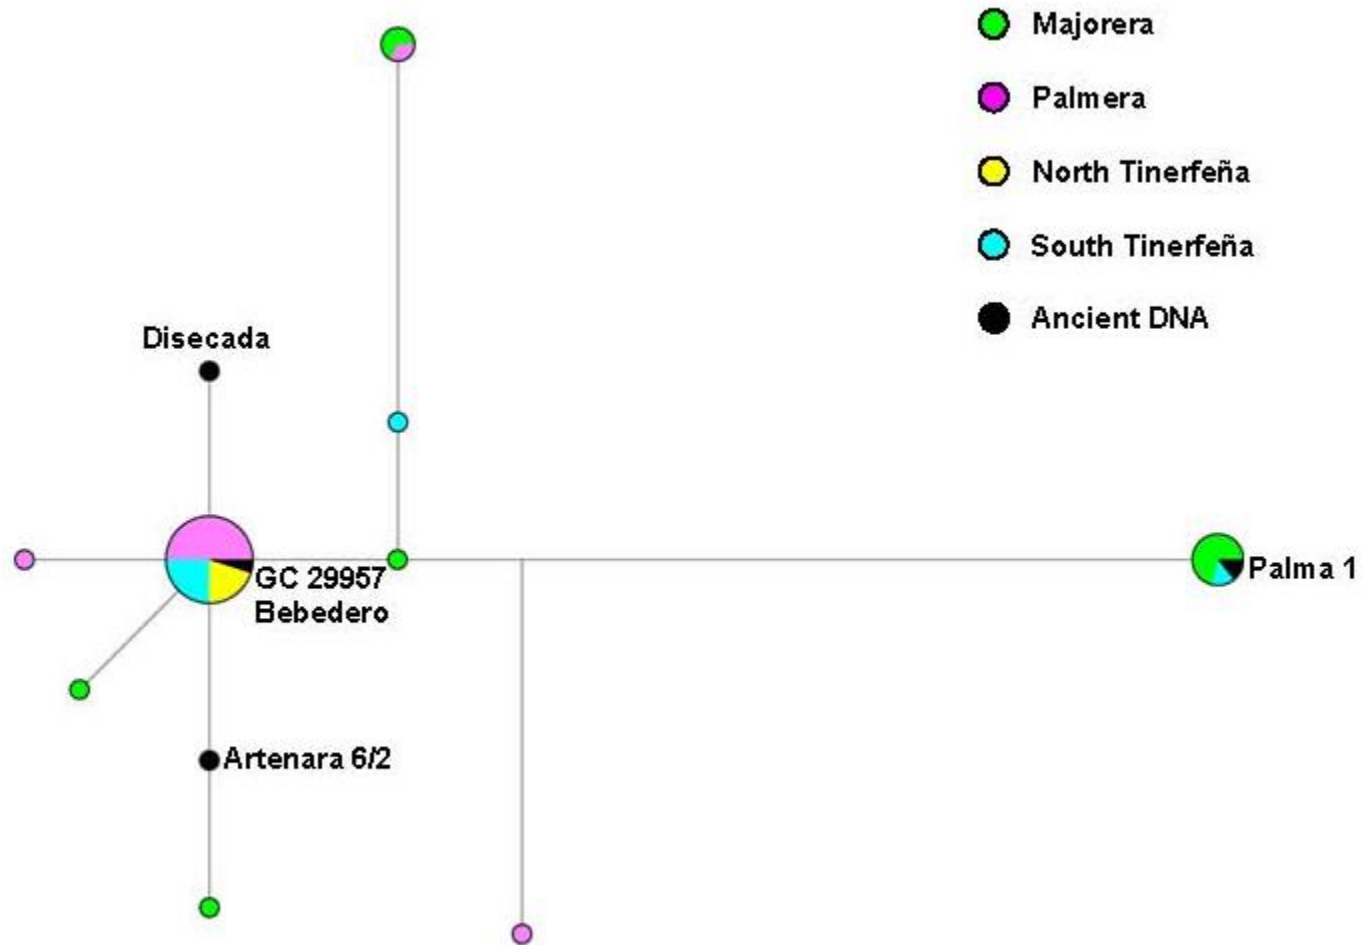 Majorera
Palmera
North Tinerfeña
South Tinerfeña
Ancient DNA
Disecada
GC 29957
Bebedero
Palma 1
Artenara 6/2